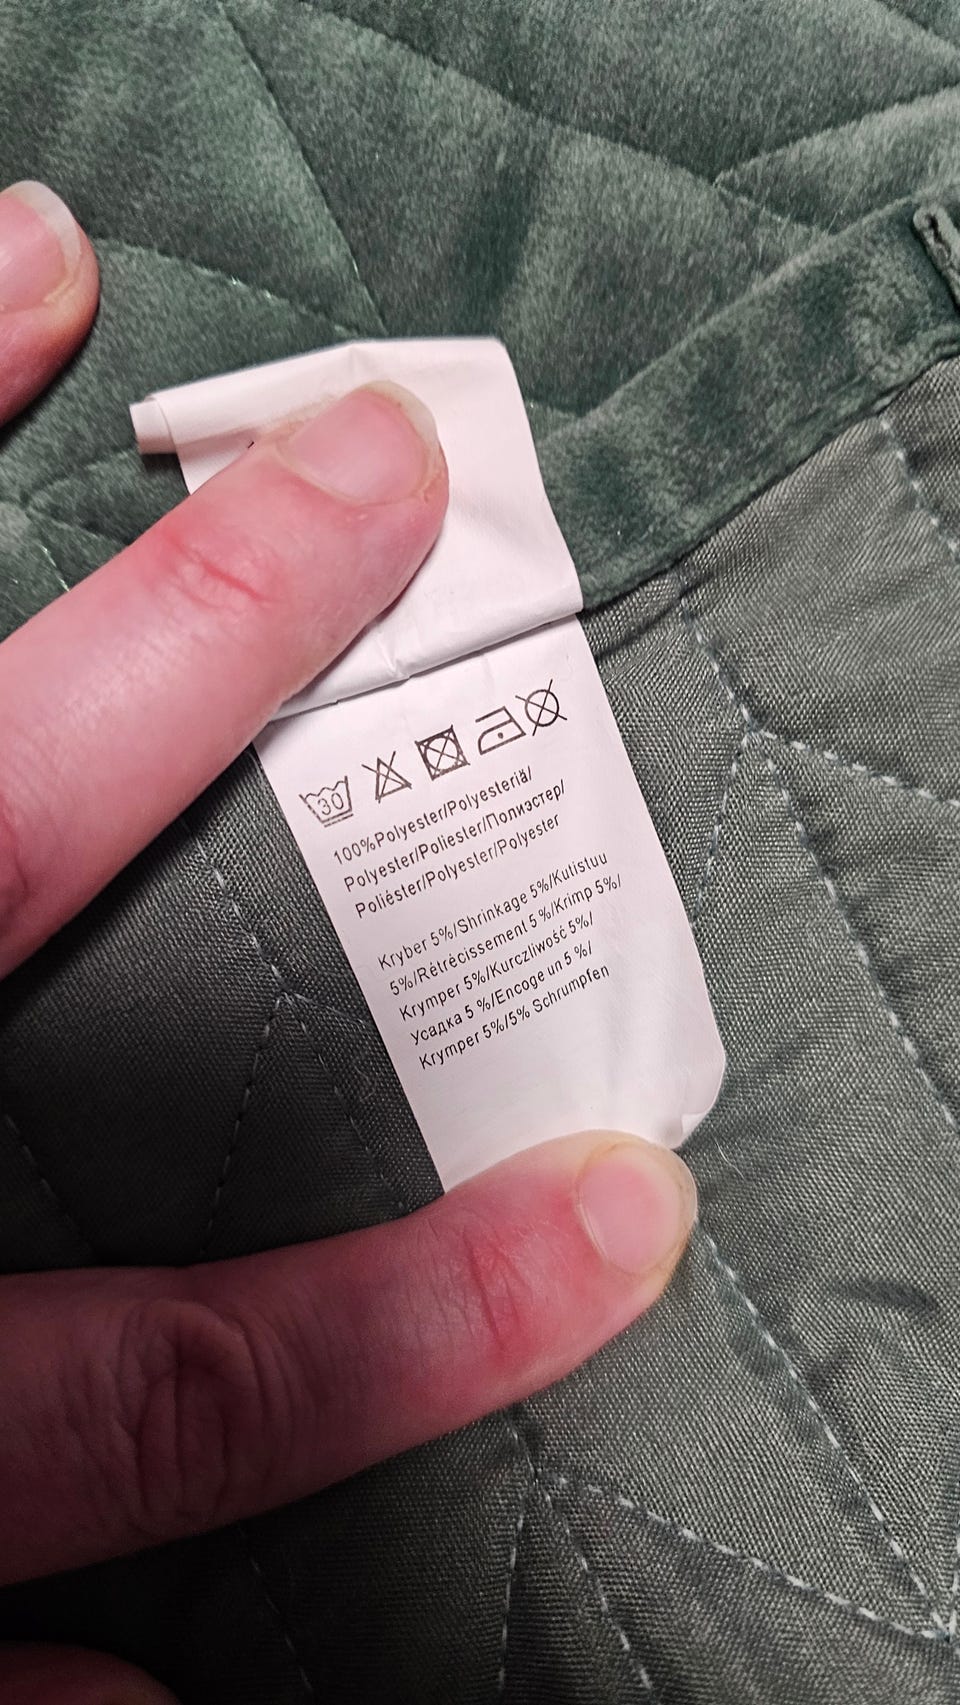 30
100%Polyester/Polyesteriä/
Polyester/Poliester/Полиэстер/
Poliéster/Polyester/Polyester
Kryber 5%/Shrinkage 5%/Kutistuu
5%/Rétrécissement 5 %/Krimp 5%/
Krymper 5%/Kurczliwość 5%/
Усадка 5 %/Encoge un 5 %/
Krymper 5%/5% Schrumpfen